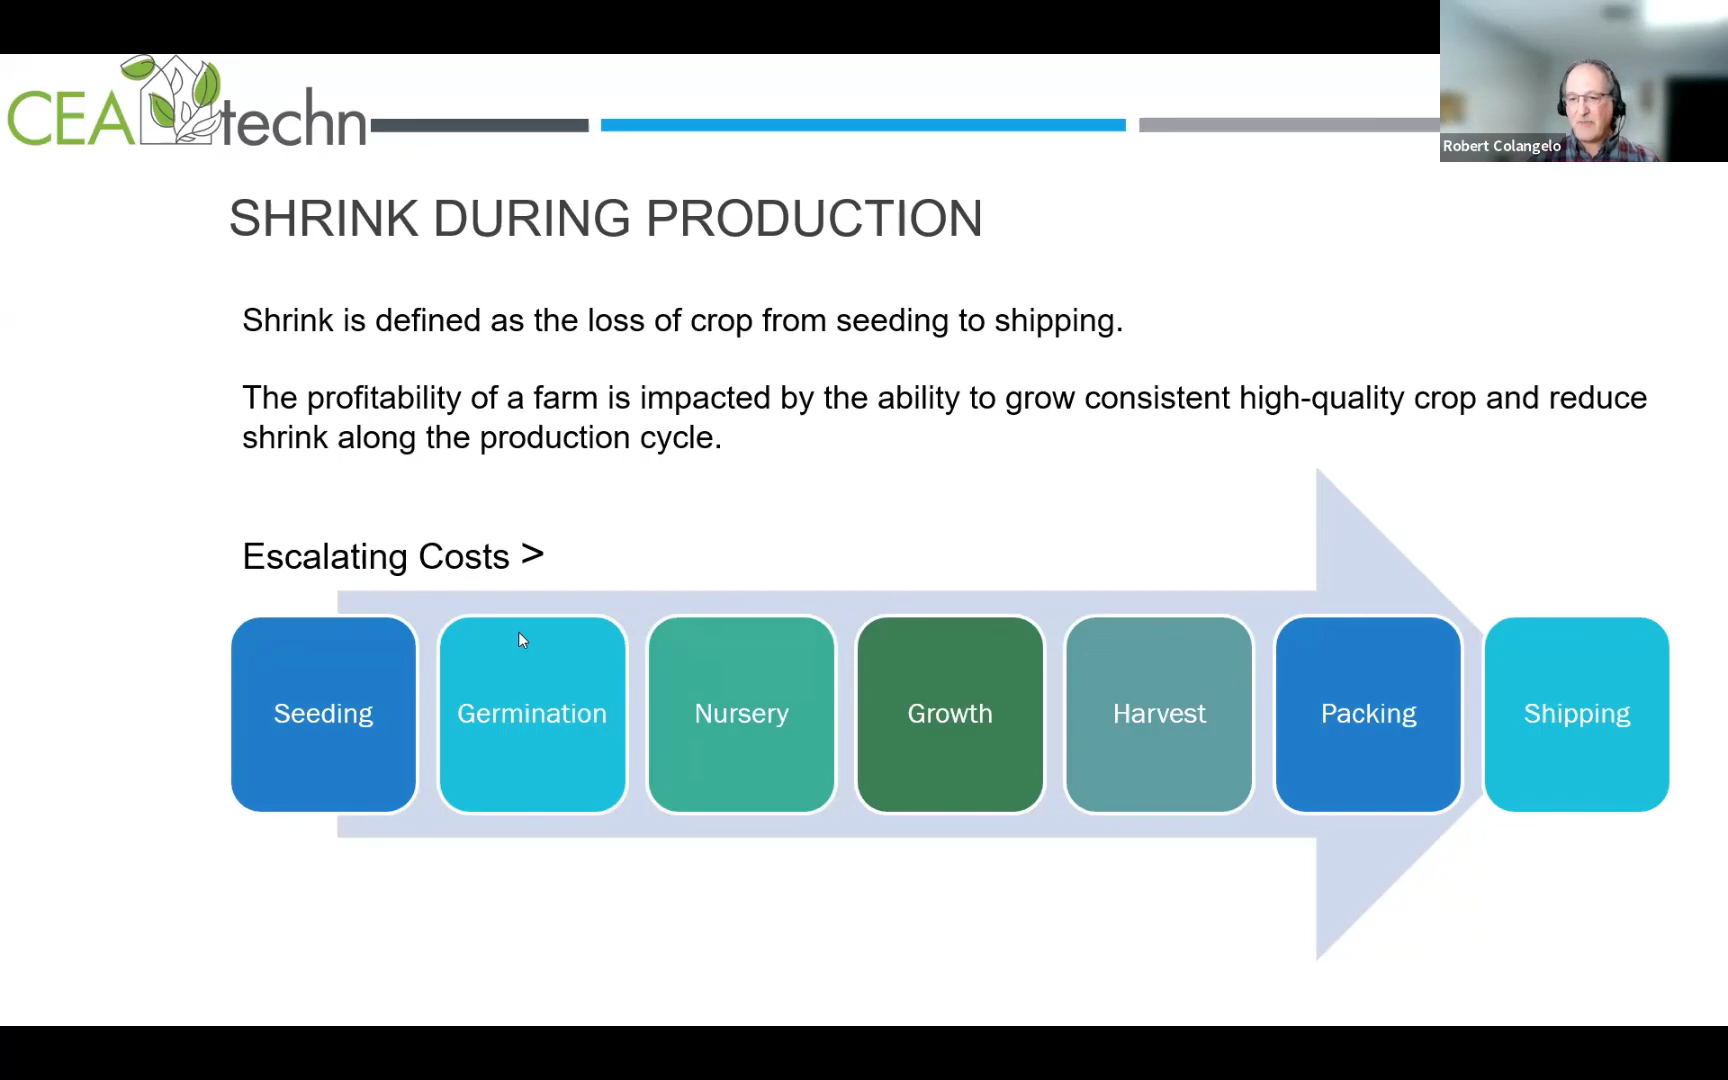 CEA techn
Robert Colangelo
SHRINK DURING PRODUCTION
Shrink is defined as the loss of crop from seeding to shipping.
The profitability of a farm is impacted by the ability to grow consistent high-quality crop and reduce
shrink along the production cycle.
Escalating Costs >
Seeding
Germination
Nursery
Growth
Harvest
Packing
Shipping